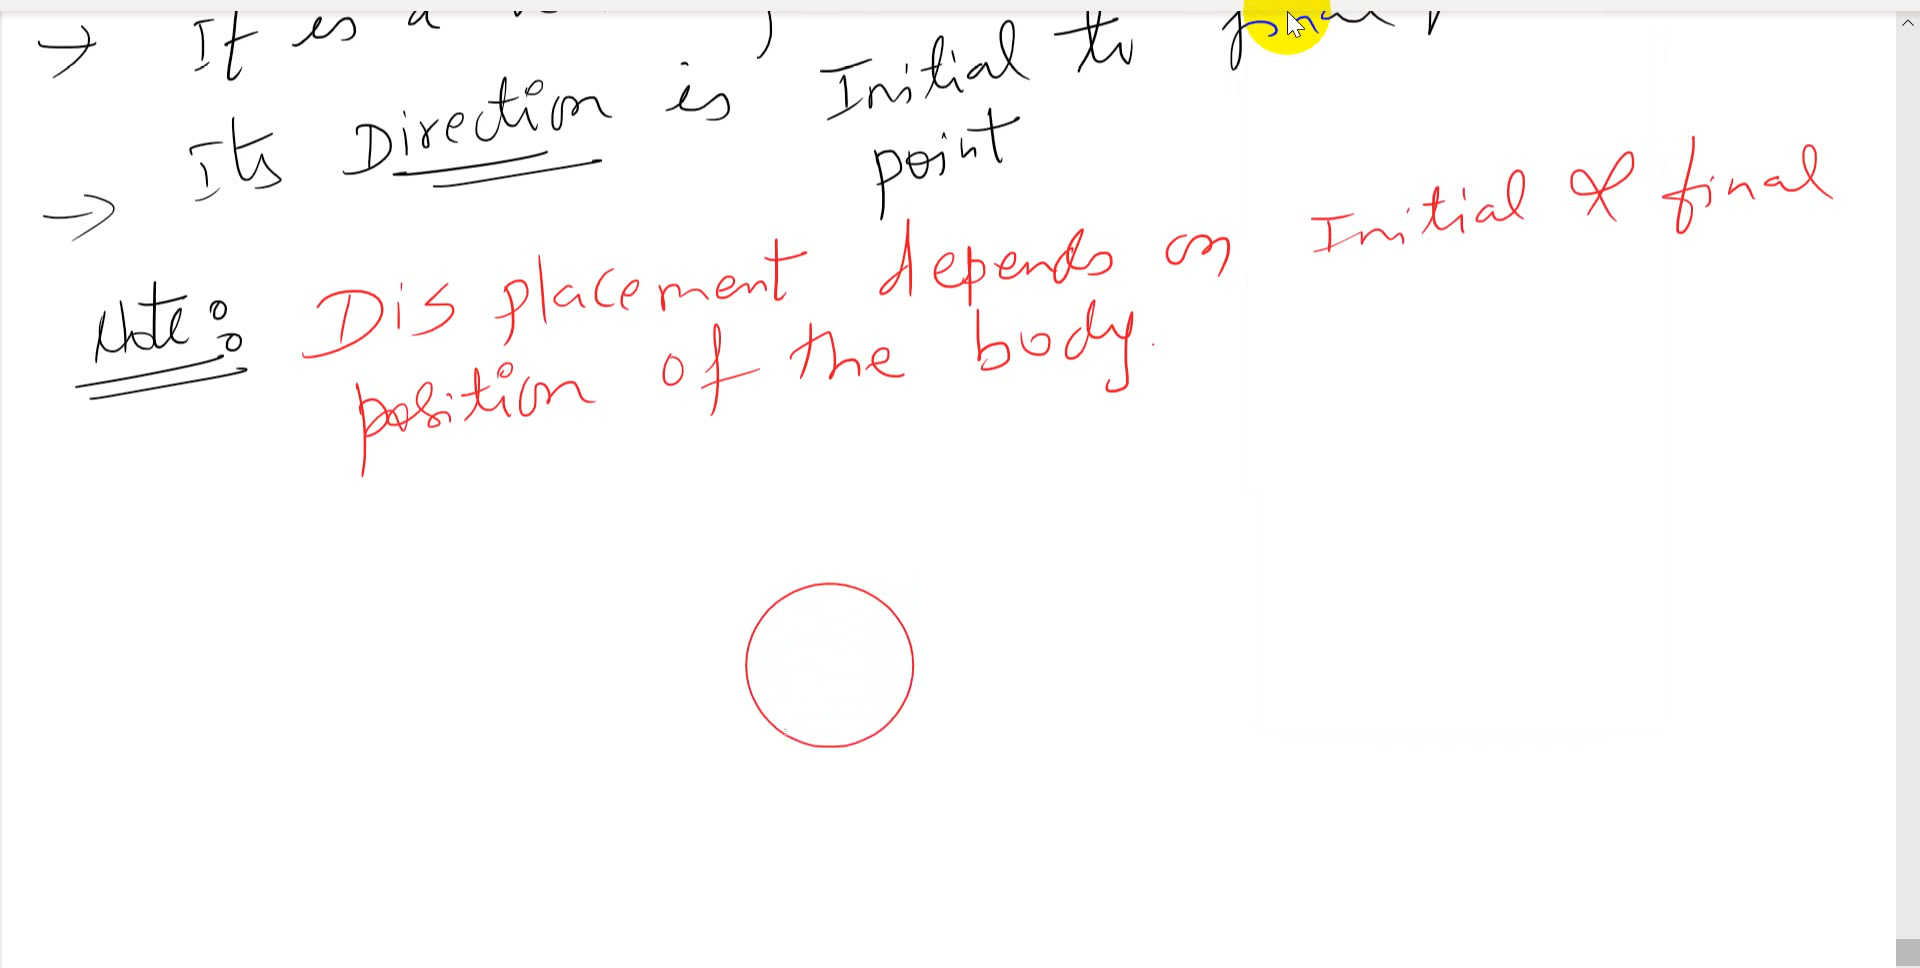 → It is a
→ Its Direction is Initial to final
point
Note: Displacement depends on Initial & final
position of the body.